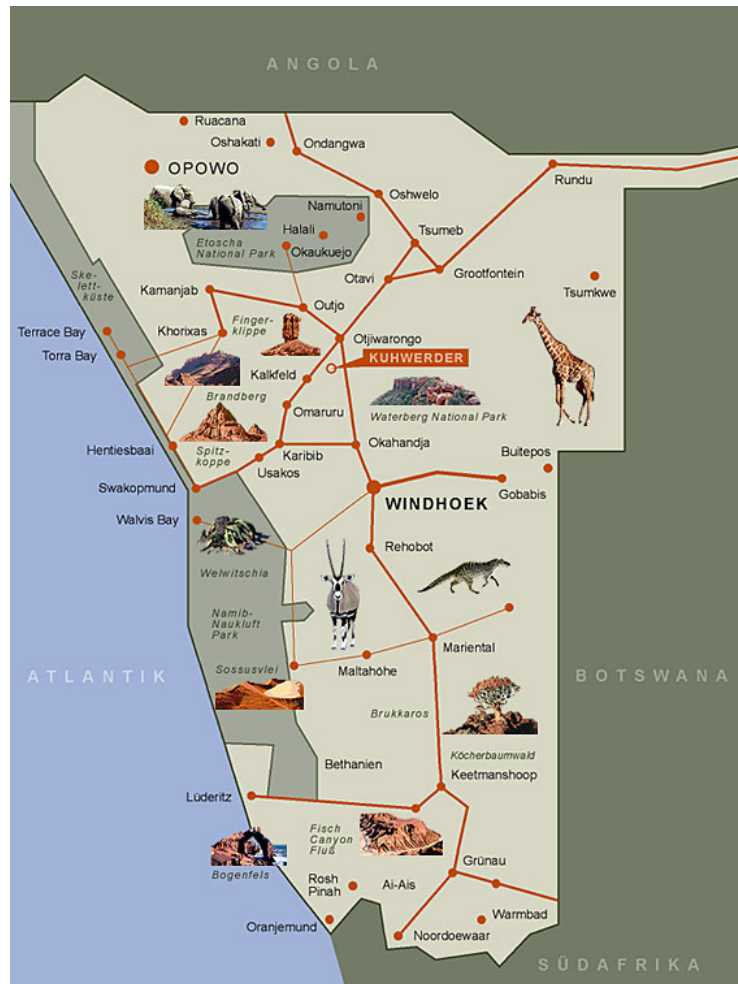 ANGOLA
Ruacana
Oshakati
Ondangwa
OPOWO
Rundu
Oshwelo
Namutoni
Halali
Tsumeb
Etoscha
National Park
Okaukuejo
Otavi
Grootfontein
Ske-
lett-
küste
Tsumkwe
Kamanjab
Outjo
Finger-
klippe
Terrace Bay
Khorixas
Otjiwarongo
Torra Bay
KUHWERDER
Kalkfeld
Brandberg
Omaruru
Waterberg National Park
Hentiesbaai
Spitz-
koppe
Karibib
Okahandja
Usakos
Buitepos
Swakopmund
Gobabis
WINDHOEK
Walvis Bay
Rehobot
Welwitschia
Namib-
Naukluft
Park
Mariental
Sossusvlei
Maltahöhe
ATLANTIK
BOTSWANA
Brukkaros
Köcherbaumwald
Bethanien
Keetmanshoop
Lüderitz
Fisch
Canyon
Fluß
Grünau
Bogenfels
Rosh
Pinah
Ai-Ais
Warmbad
Oranjemund
Noordoewaar
SÜDAFRIKA